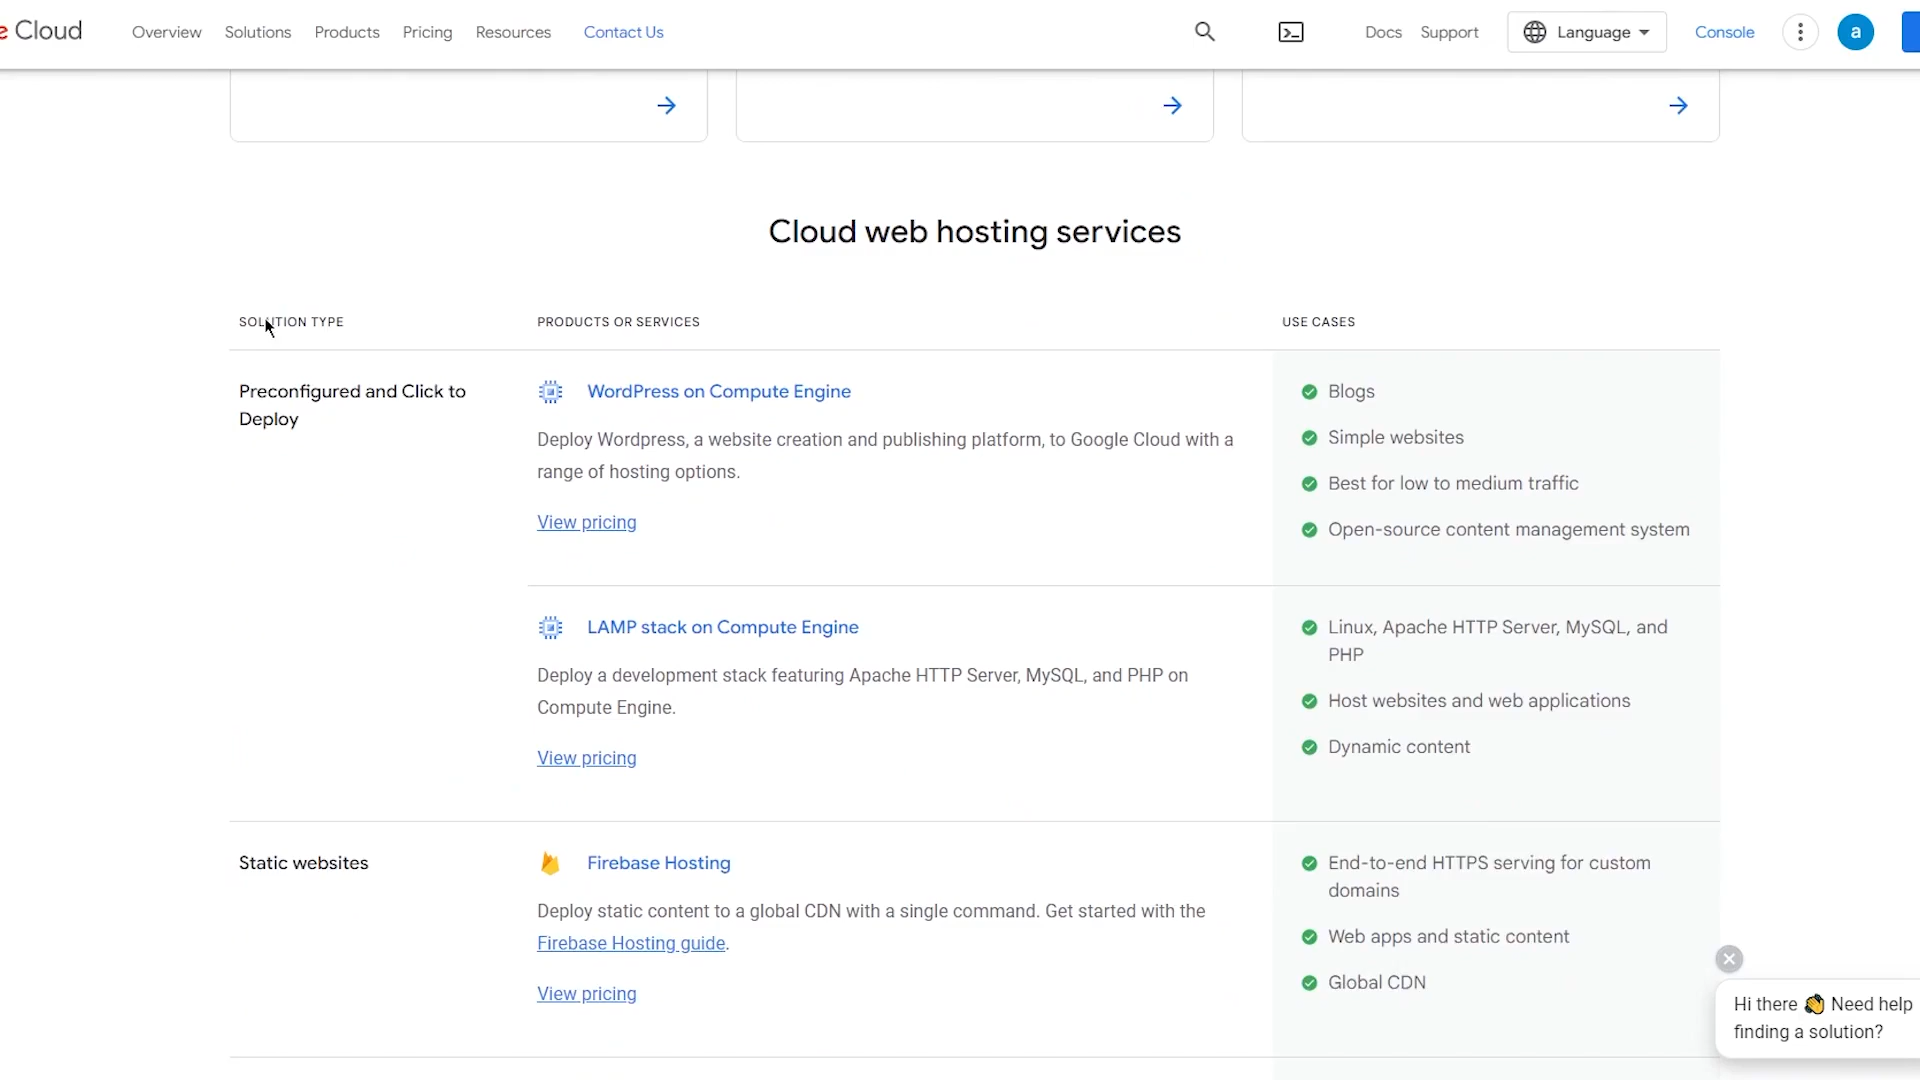 Cloud
Overview Solutions Products Pricing Resources Contact Us Docs Support Language Console a
Cloud web hosting services
SOLUTION TYPE PRODUCTS OR SERVICES USE CASES
Preconfigured and Click to
Deploy
WordPress on Compute Engine
Deploy Wordpress, a website creation and publishing platform, to Google Cloud with a
range of hosting options.
View pricing
Blogs
Simple websites
Best for low to medium traffic
Open-source content management system
LAMP stack on Compute Engine
Deploy a development stack featuring Apache HTTP Server, MySQL, and PHP on
Compute Engine.
View pricing
Linux, Apache HTTP Server, MySQL, and
PHP
Host websites and web applications
Dynamic content
Static websites
Firebase Hosting
Deploy static content to a global CDN with a single command. Get started with the
Firebase Hosting guide.
View pricing
End-to-end HTTPS serving for custom
domains
Web apps and static content
Global CDN
Hi there 👋 Need help
finding a solution?